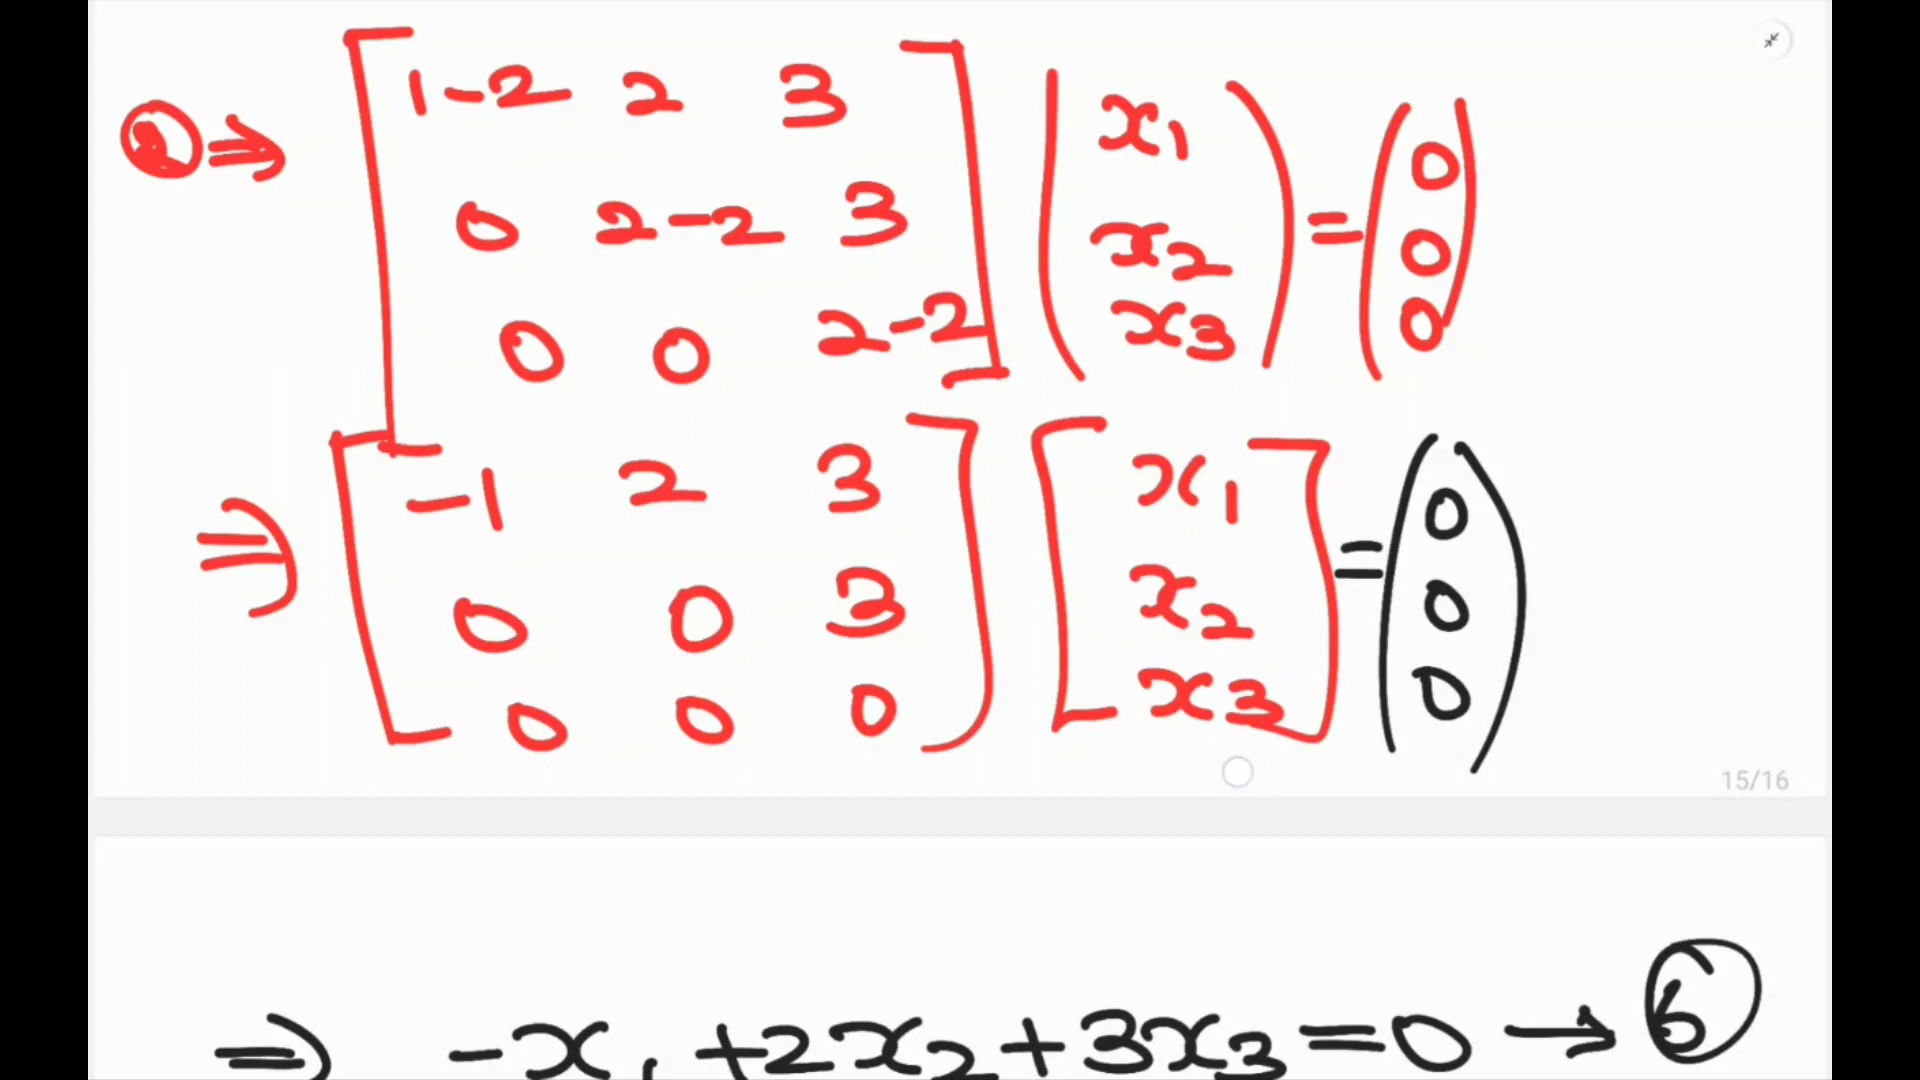 ② ⇒ [1-2 2 3] (x₁) = (0)
0 2-2 3 x₂ 0
0 0 2-2 x₃ 0
⇒ [-1 2 3] [x₁] = (0)
0 0 3 x₂ 0
0 0 0 x₃ 0
15/16
⇒ -x₁ + 2x₂ + 3x₃ = 0 → ⑥